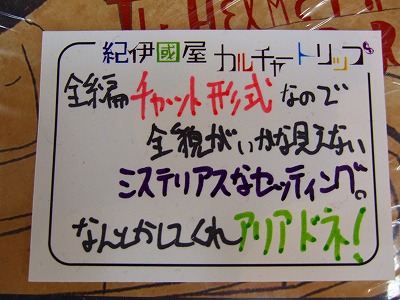 THE HELMET
紀伊國屋 カルチャートリップ
全編チャット形式なので
全貌がいかな見えない
ミステリアスなセッティング。
なんとかしてくれアリアドネ!